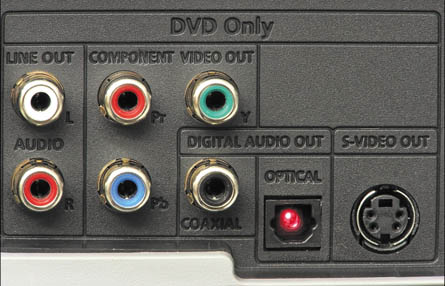 DVD Only
LINE OUT
COMPONENT VIDEO OUT
L
Pr
Y
AUDIO
DIGITAL AUDIO OUT
S-VIDEO OUT
OPTICAL
R
Pb
COAXIAL